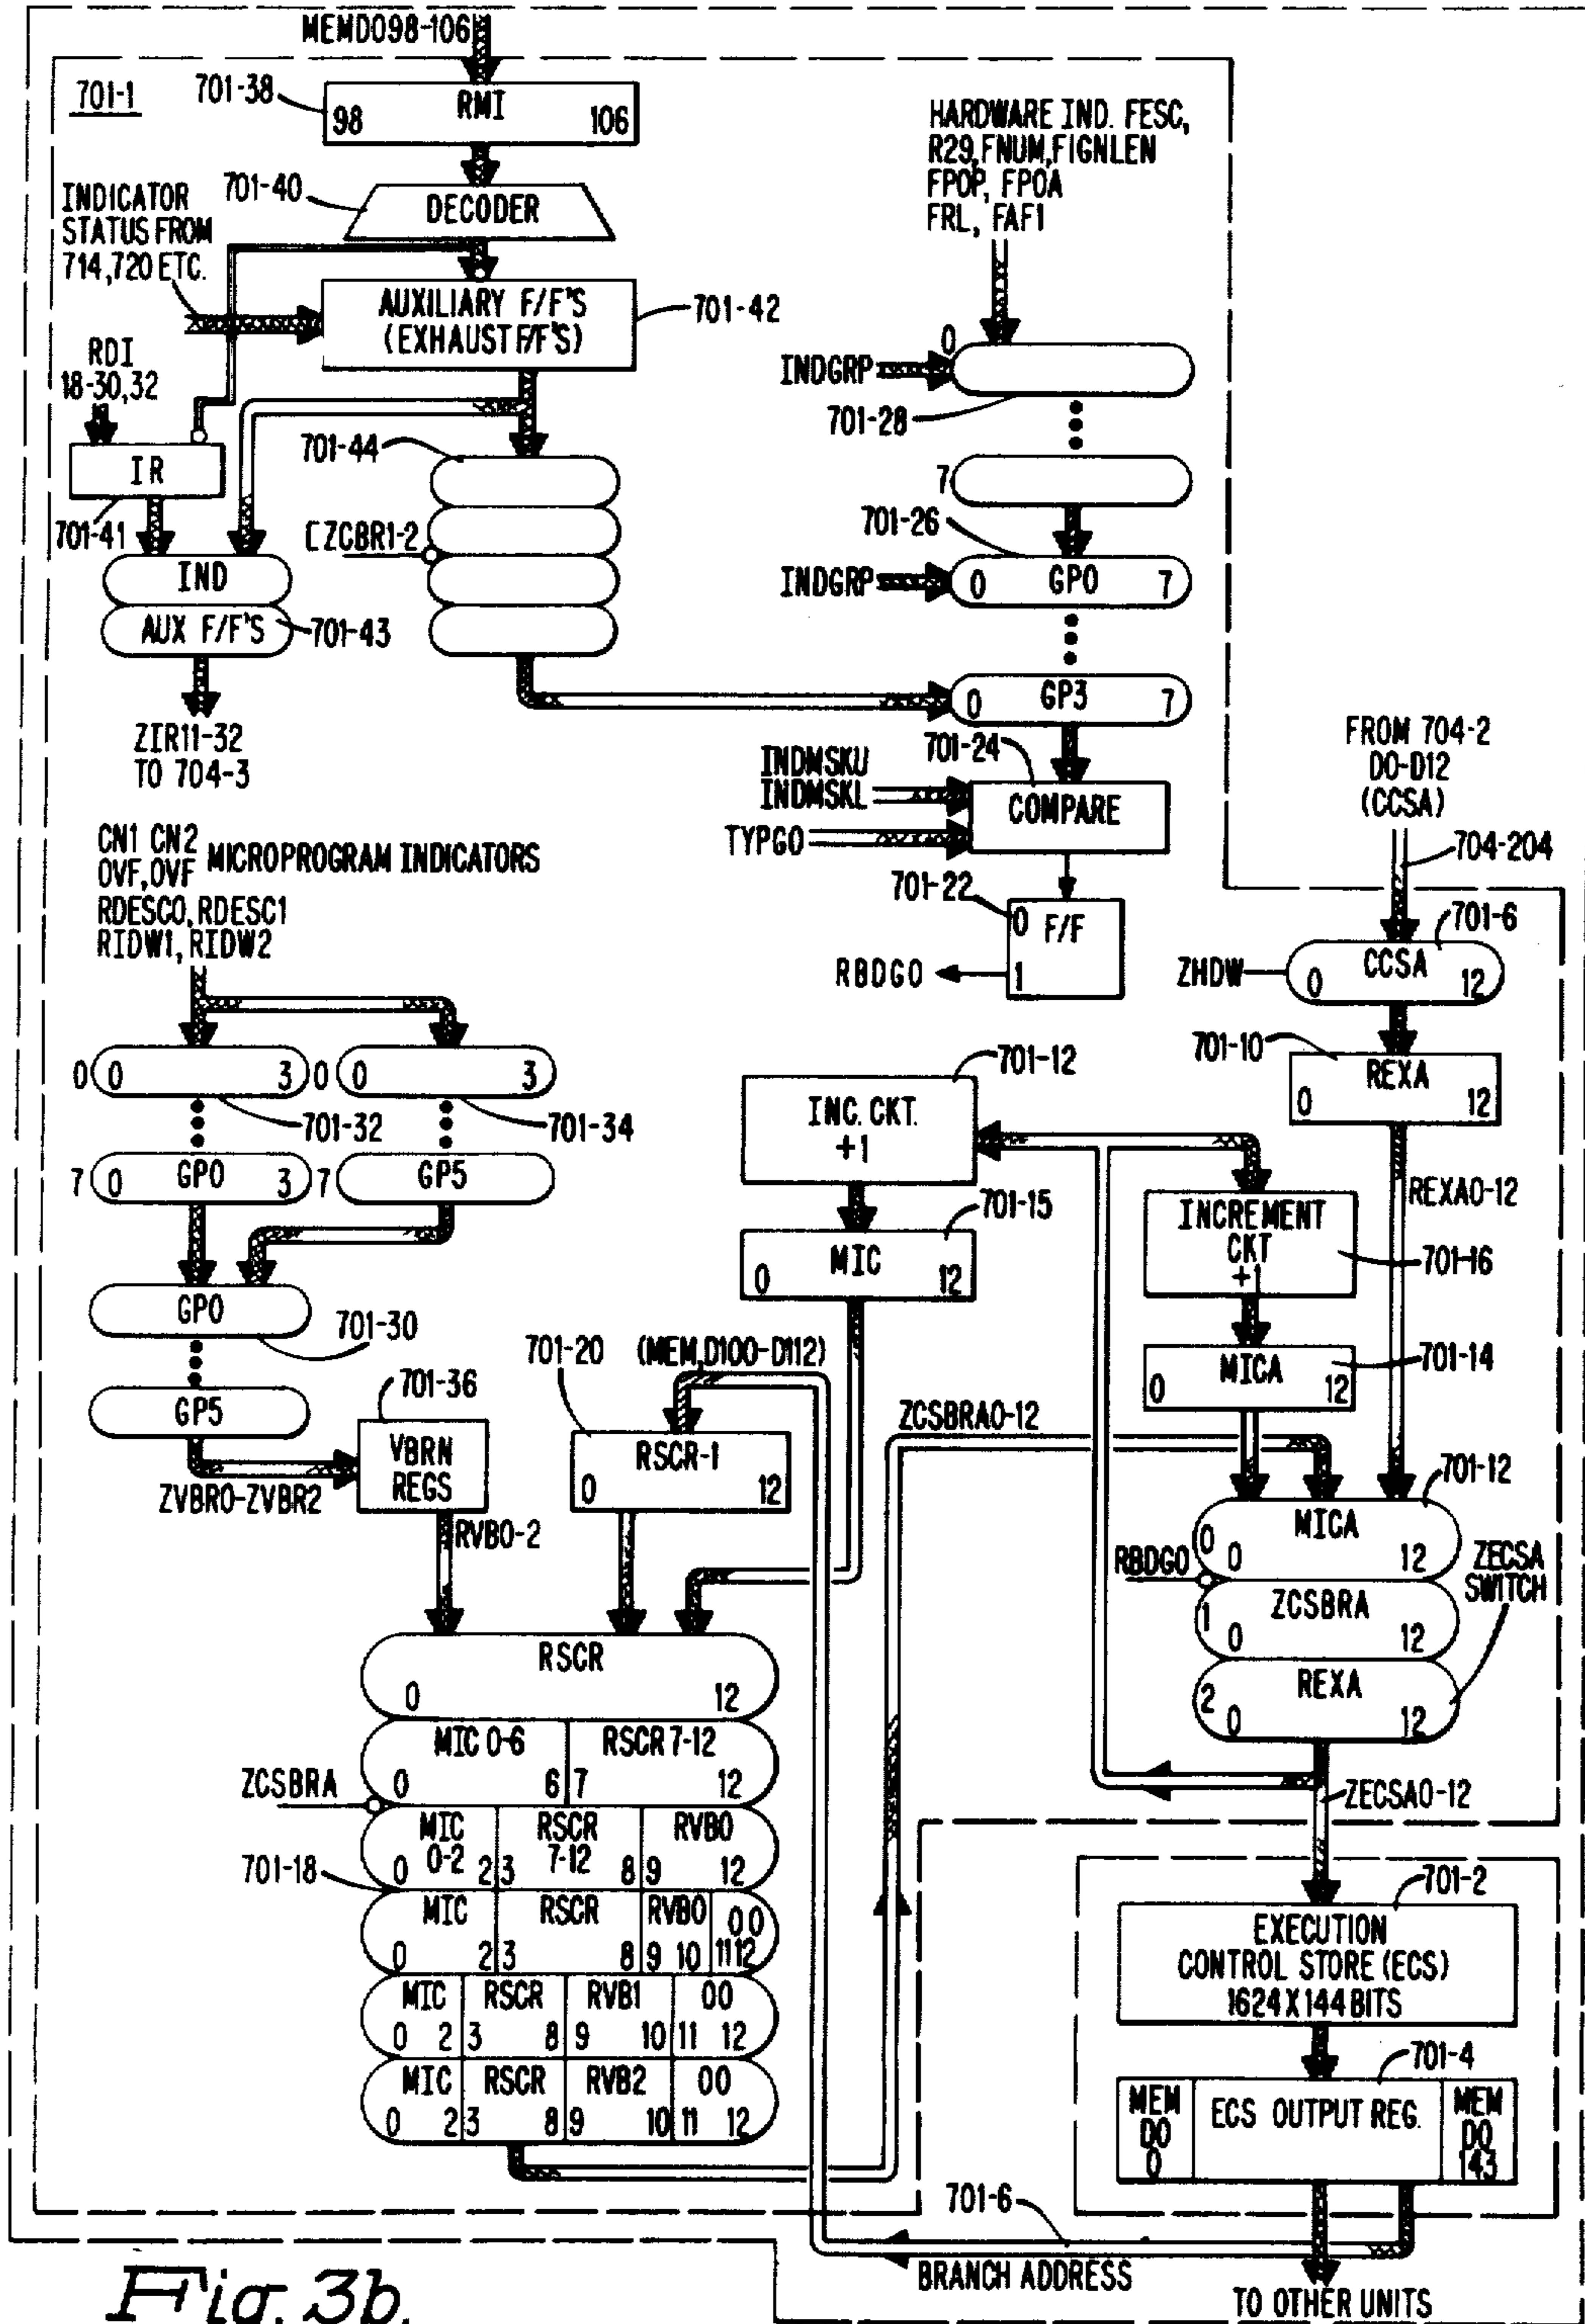 MEMD098-106
701-1
701-38
RMI
98 106
701-40
DECODER
INDICATOR
STATUS FROM
714,720 ETC.
AUXILIARY F/F'S
(EXHAUST F/F'S)
701-42
RDI
18-30,32
IR
701-41
701-44
[ZCBR1-2
IND
AUX F/F'S
701-43
ZIR11-32
TO 704-3
HARDWARE IND. FESC,
R29,FNUM,FIGNLEN
FPOP, FPOA
FRL, FAF1
0
INDGRP
701-28
7
701-26
INDGRP
0 GP0 7
0 GP3 7
701-24
INDMSKU
INDMSKL
COMPARE
TYPGO
701-22
0 F/F
1
RBDGO
FROM 704-2
DO-D12
(CCSA)
704-204
701-6
ZHDW
CCSA
0 12
701-10
REXA
0 12
REXA0-12
CN1 CN2
OVF,OVF MICROPROGRAM INDICATORS
RDESC0, RDESC1
RIDW1, RIDW2
0 0 3 0 0 3
701-32
701-34
7 0 GP0 3 7 GP5
GP0
701-30
GP5
ZVBR0-ZVBR2
701-36
VBRN
REGS
RVB0-2
701-12
INC. CKT.
+1
701-15
MIC
0 12
INCREMENT
CKT
+1
701-16
MICA
0 12
701-14
701-20
(MEM,D100-D112)
RSCR-1
0 12
ZCSBRA0-12
701-12
MICA
0 0 12
RBDGO
ZECSA
SWITCH
ZCSBRA
1 0 12
REXA
2 0 12
ZECSA0-12
RSCR
0 12
MIC 0-6 RSCR 7-12
0 6 7 12
ZCSBRA
MIC RSCR RVB0
0-2 7-12
0 2 3 8 9 12
701-18
MIC RSCR RVB0 00
0 2 3 8 9 10 11 12
MIC RSCR RVB1 00
0 2 3 8 9 10 11 12
MIC RSCR RVB2 00
0 2 3 8 9 10 11 12
701-2
EXECUTION
CONTROL STORE (ECS)
1624 X 144 BITS
701-4
MEM
DO
0
ECS OUTPUT REG.
MEM
DO
143
701-6
BRANCH ADDRESS
TO OTHER UNITS
Fig. 3b.